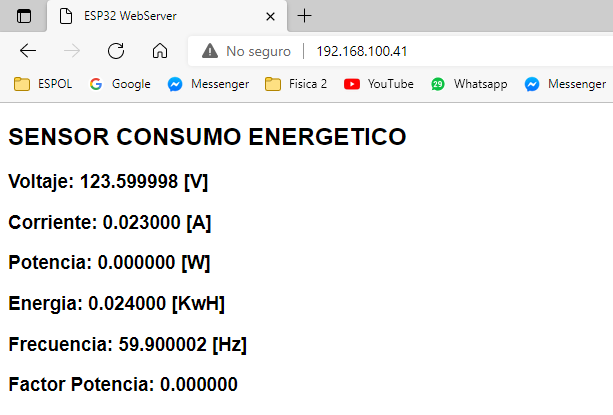 ESP32 WebServer
No seguro 192.168.100.41
ESPOL Google Messenger Fisica 2 YouTube 29 Whatsapp Messenger
SENSOR CONSUMO ENERGETICO
Voltaje: 123.599998 [V]
Corriente: 0.023000 [A]
Potencia: 0.000000 [W]
Energia: 0.024000 [KwH]
Frecuencia: 59.900002 [Hz]
Factor Potencia: 0.000000